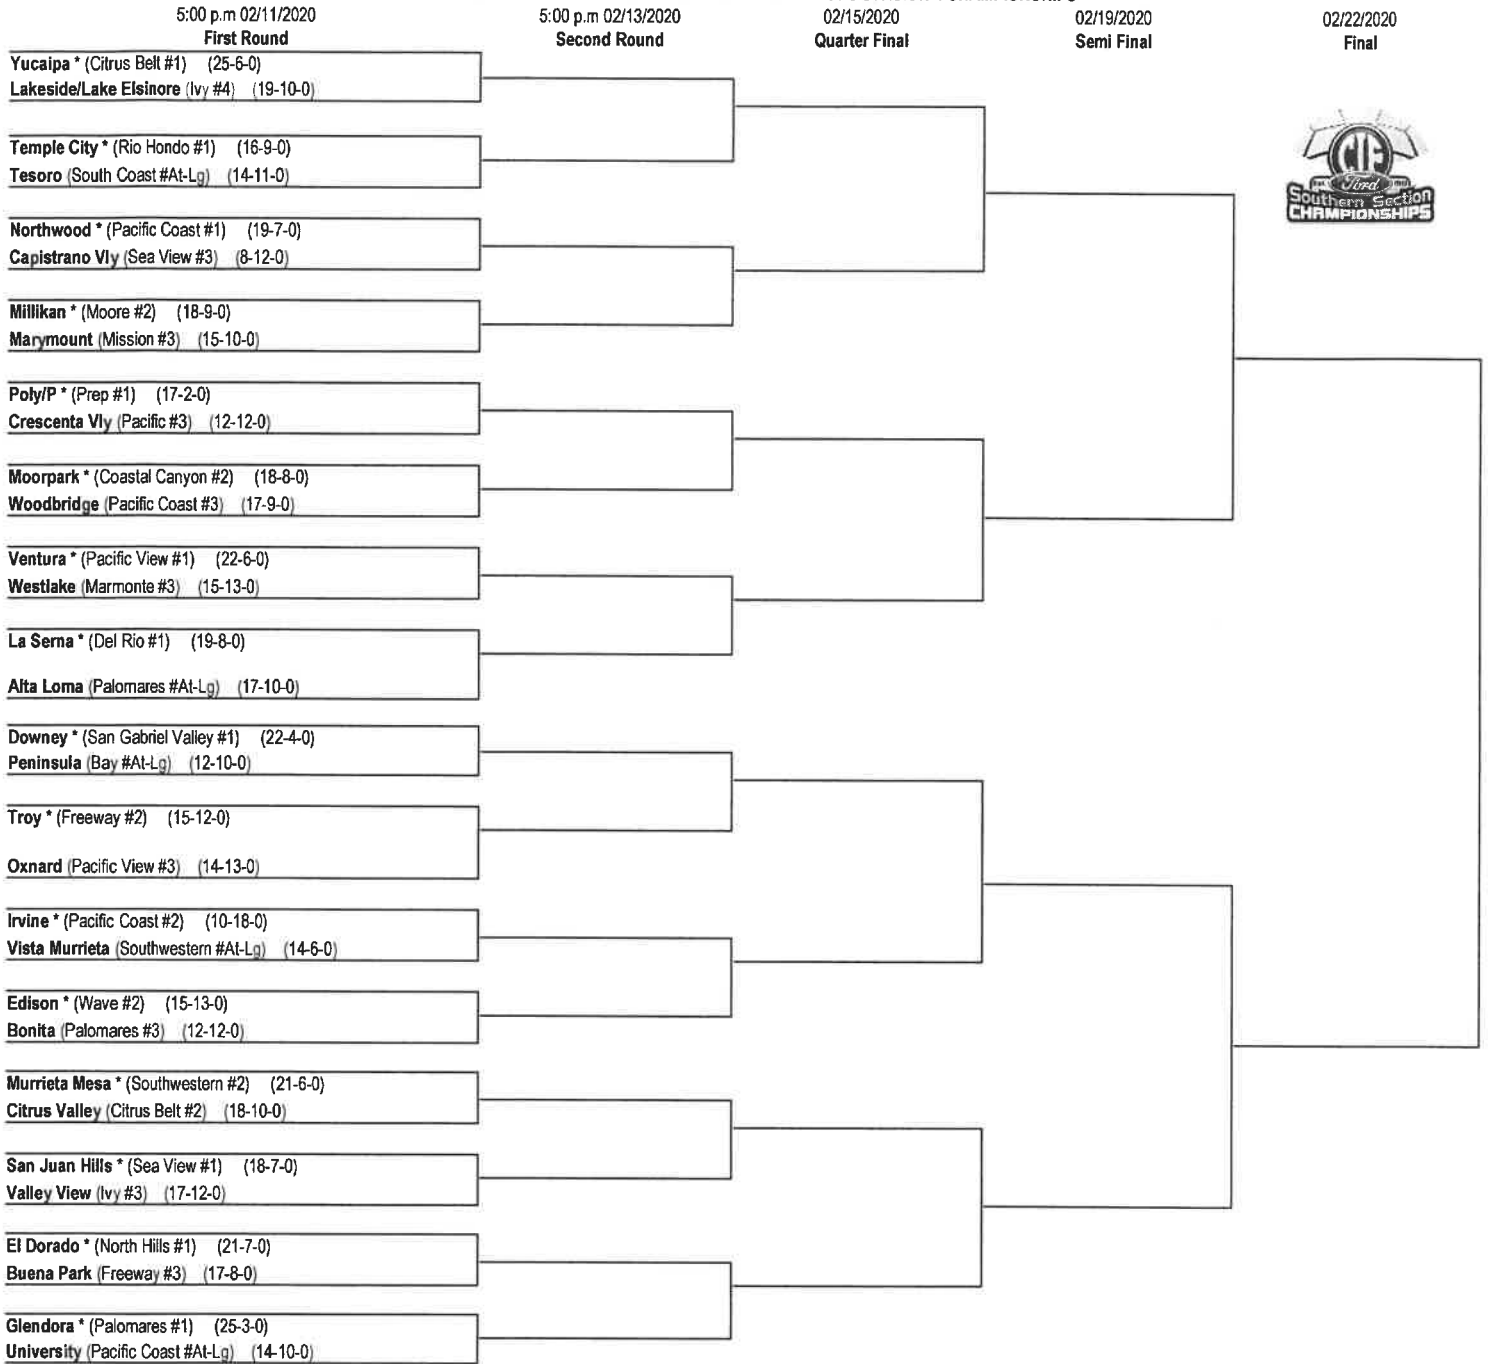 5:00 p.m 02/11/2020
First Round
5:00 p.m 02/13/2020
Second Round
02/15/2020
Quarter Final
02/19/2020
Semi Final
02/22/2020
Final
Yucaipa * (Citrus Belt #1) (25-6-0)
Lakeside/Lake Elsinore (Ivy #4) (19-10-0)
Temple City * (Rio Hondo #1) (16-9-0)
Tesoro (South Coast #At-Lg) (14-11-0)
Northwood * (Pacific Coast #1) (19-7-0)
Capistrano Vly (Sea View #3) (8-12-0)
Millikan * (Moore #2) (18-9-0)
Marymount (Mission #3) (15-10-0)
Poly/P * (Prep #1) (17-2-0)
Crescenta Vly (Pacific #3) (12-12-0)
Moorpark * (Coastal Canyon #2) (18-8-0)
Woodbridge (Pacific Coast #3) (17-9-0)
Ventura * (Pacific View #1) (22-6-0)
Westlake (Marmonte #3) (15-13-0)
La Serna * (Del Rio #1) (19-8-0)
Alta Loma (Palomares #At-Lg) (17-10-0)
Downey * (San Gabriel Valley #1) (22-4-0)
Peninsula (Bay #At-Lg) (12-10-0)
Troy * (Freeway #2) (15-12-0)
Oxnard (Pacific View #3) (14-13-0)
Irvine * (Pacific Coast #2) (10-18-0)
Vista Murrieta (Southwestern #At-Lg) (14-6-0)
Edison * (Wave #2) (15-13-0)
Bonita (Palomares #3) (12-12-0)
Murrieta Mesa * (Southwestern #2) (21-6-0)
Citrus Valley (Citrus Belt #2) (18-10-0)
San Juan Hills * (Sea View #1) (18-7-0)
Valley View (Ivy #3) (17-12-0)
El Dorado * (North Hills #1) (21-7-0)
Buena Park (Freeway #3) (17-8-0)
Glendora * (Palomares #1) (25-3-0)
University (Pacific Coast #At-Lg) (14-10-0)
CIF
Ford
Southern Section
CHAMPIONSHIPS